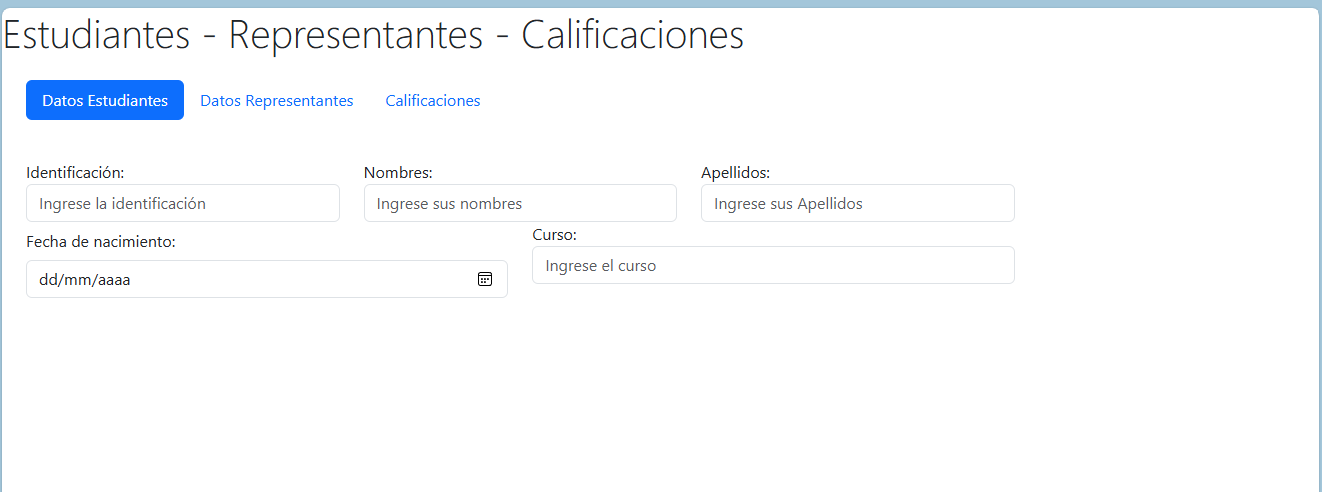 Estudiantes - Representantes - Calificaciones
Datos Estudiantes Datos Representantes Calificaciones
Identificación: Nombres: Apellidos:
Ingrese la identificación Ingrese sus nombres Ingrese sus Apellidos
Fecha de nacimiento: Curso:
dd/mm/aaaa Ingrese el curso